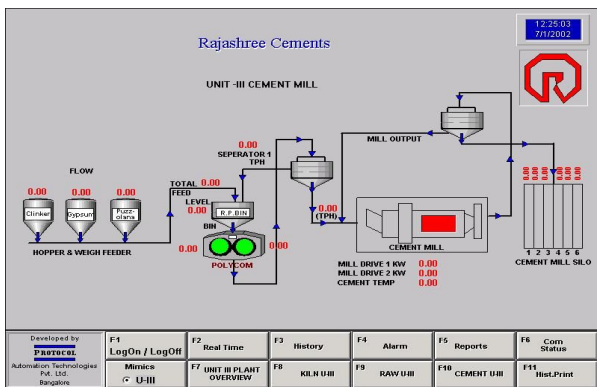 12:25:03
7/1/2002
Rajashree Cements
UNIT -III CEMENT MILL
R
MILL OUTPUT
0.00
SEPERATOR 1
TPH
FLOW
0.00 0.00 0.00
Clinker Gypsum Puzz-
olana
HOPPER & WEIGH FEEDER
TOTAL 0.00
FEED
LEVEL
0.00
R.P.BIN
BIN
0.00 0.00
POLYCOM
0.00
(TPH)
CEMENT MILL
MILL DRIVE 1 KW 0.00
MILL DRIVE 2 KW 0.00
CEMENT TEMP 0.00
0.00 0.00 0.00 0.00 0.00 0.00
1 2 3 4 5 6
CEMENT MILL SILO
Developed by
PROTOCOL
Automation Technologies
Pvt. Ltd.
Bangalore
F1
LogOn / LogOff
F2
Real Time
F3
History
F4
Alarm
F5
Reports
F6 Com
Status
Mimics
U-III
F7 UNIT III PLANT
OVERVIEW
F8
KILN U-III
F9
RAW U-III
F10
CEMENT U-III
F11
Hist.Print